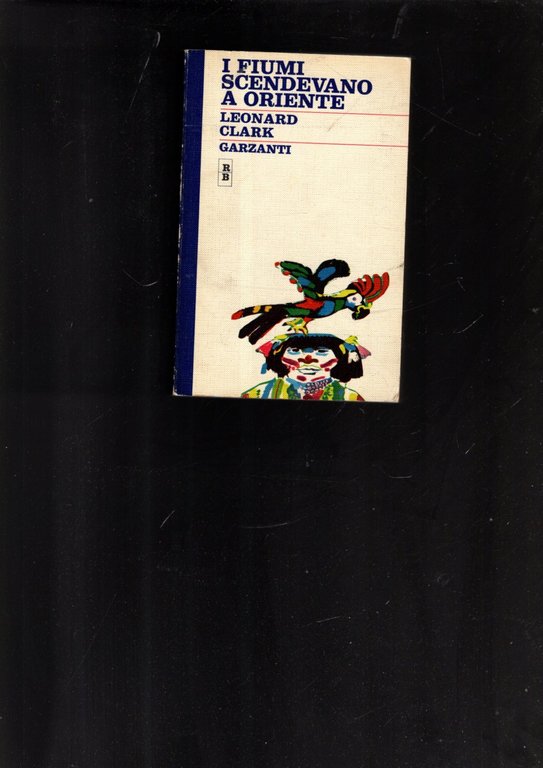 I FIUMI
SCENDEVANO
A ORIENTE
LEONARD
CLARK
GARZANTI
R
B